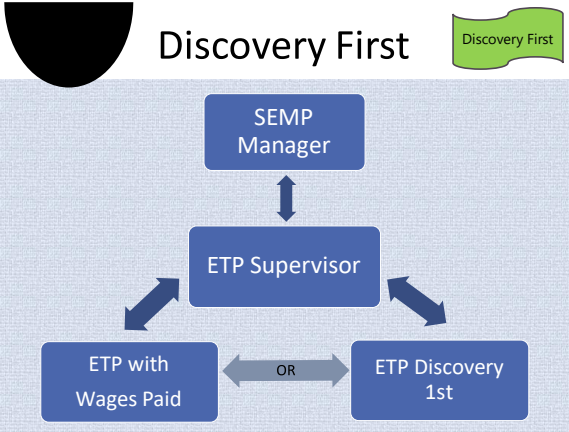 Discovery First
Discovery First
SEMP
Manager
ETP Supervisor
ETP with
Wages Paid
OR
ETP Discovery
1st